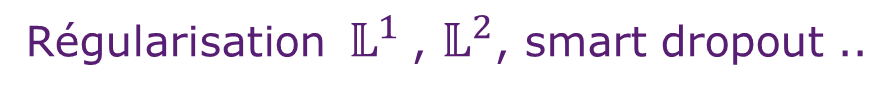 Régularisation 𝕃¹ , 𝕃², smart dropout ..